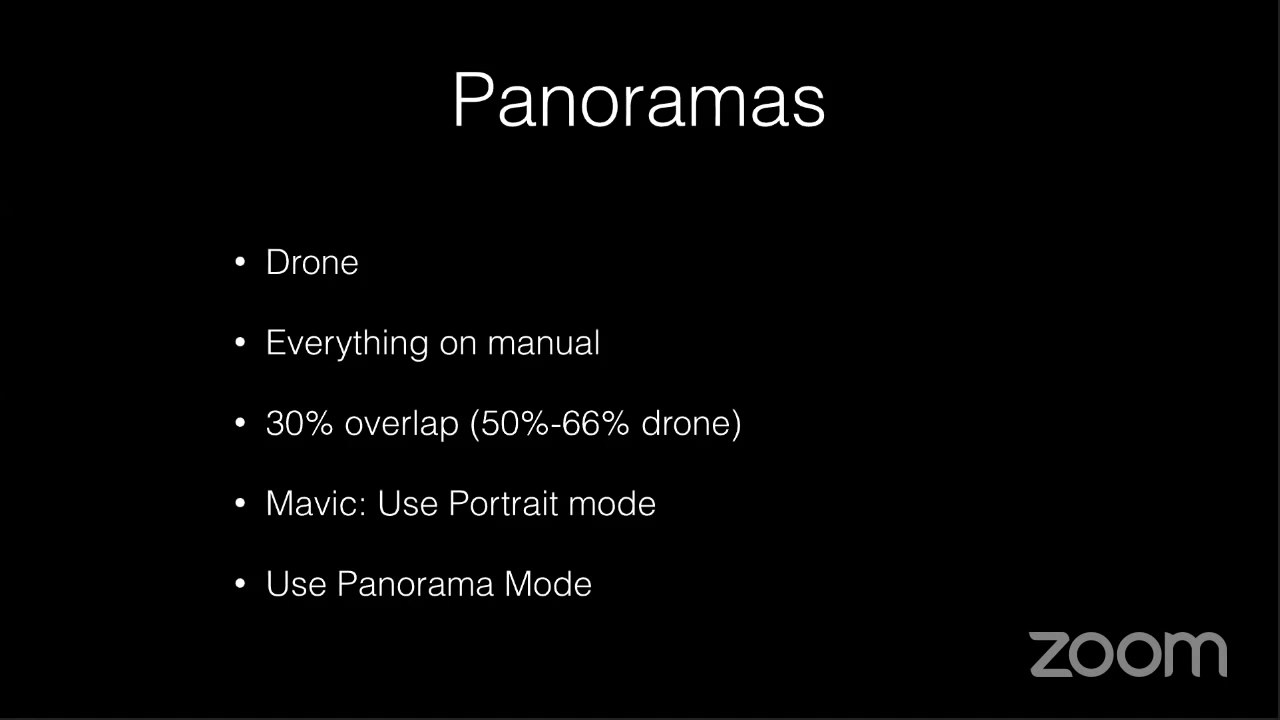 Panoramas
• Drone
• Everything on manual
• 30% overlap (50%-66% drone)
• Mavic: Use Portrait mode
• Use Panorama Mode
zoom